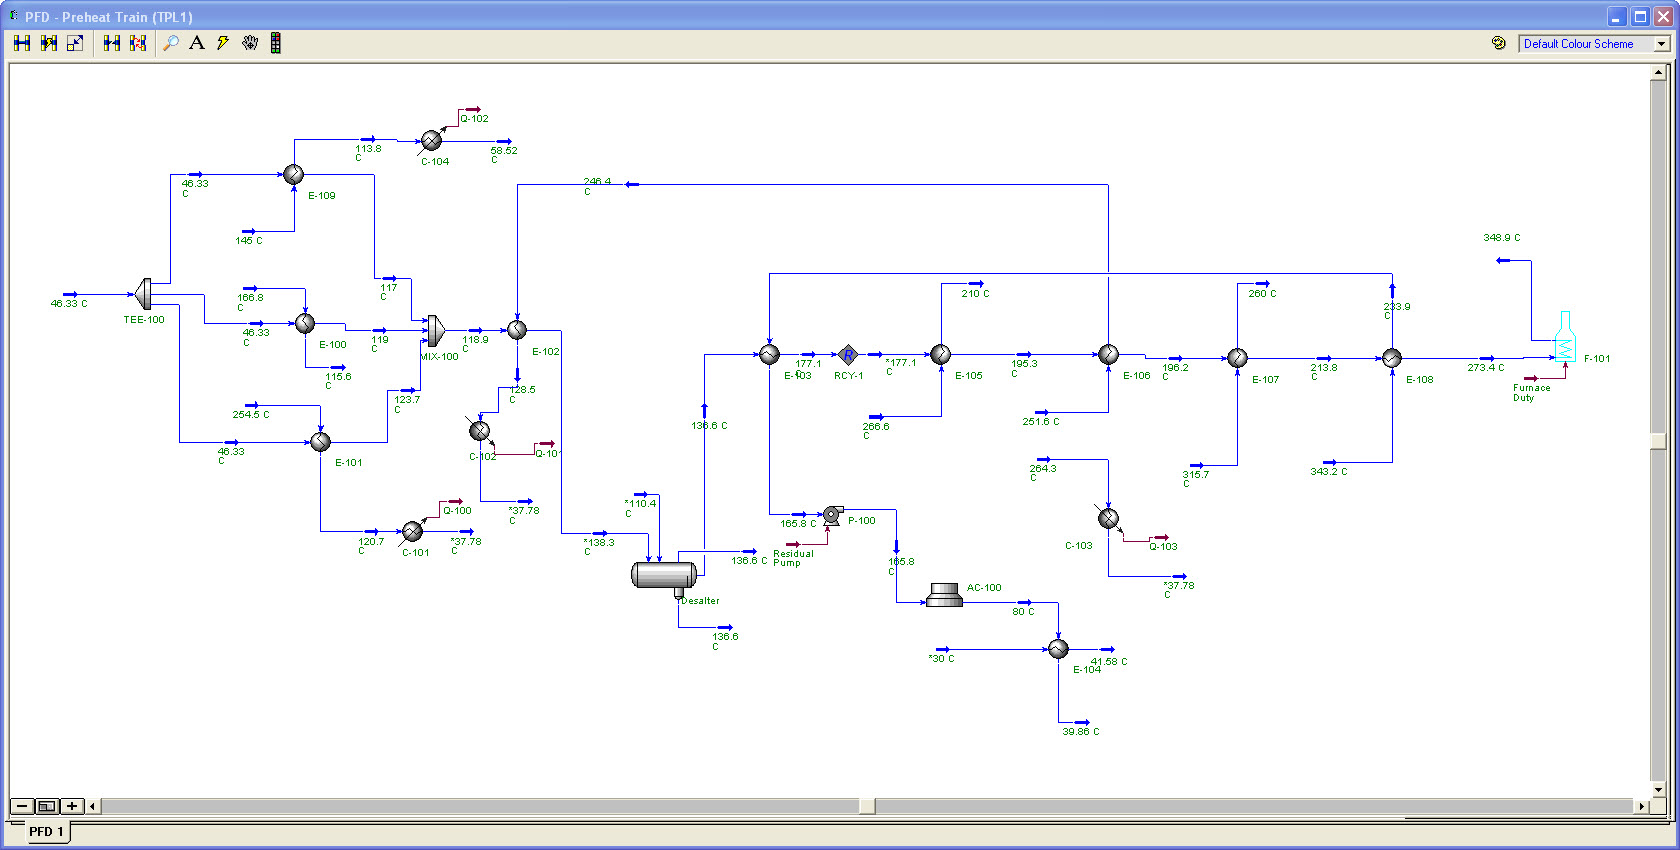 PFD - Preheat Train (TPL1)
A
Default Colour Scheme
Q-102
113.8
C
C-104
58.52
C
46.33
C
E-109
145 C
246.4
C
348.9 C
46.33 C
TEE-100
166.8
C
117
C
46.33
C
E-100
119
C
MIX-100
118.9
C
E-102
115.6
C
254.5 C
123.7
C
128.5
C
46.33
C
E-101
C-102
Q-101
Q-100
120.7
C
C-101
*37.78
C
*37.78
C
*110.4
C
*138.3
C
136.6 C
136.6 C
Desalter
136.6
C
E-103
177.1
C
R
RCY-1
*177.1
C
210 C
E-105
195.3
C
E-106
196.2
C
260 C
E-107
213.8
C
233.9
C
E-108
273.4 C
F-101
Furnace
Duty
266.6
C
251.6 C
264.3
C
315.7
C
343.2 C
165.8 C
P-100
Residual
Pump
165.8
C
C-103
Q-103
*37.78
C
AC-100
80 C
*30 C
41.58 C
E-104
39.86 C
PFD 1